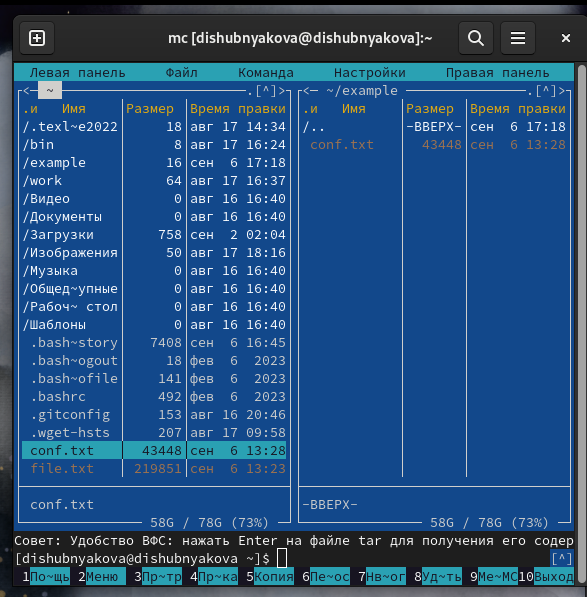 mc [dishubnyakova@dishubnyakova]:~
Левая панель Файл Команда Настройки Правая панель
<— ~ .[^]> <— ~/example .[^]>
.и Имя Размер Время правки .и Имя Размер Время правки
/.texl~e2022 18 авг 17 14:34 /.. -ВВЕРХ- сен 6 17:18
/bin 8 авг 17 16:24 conf.txt 43448 сен 6 13:28
/example 16 сен 6 17:18
/work 64 авг 17 16:37
/Видео 0 авг 16 16:40
/Документы 0 авг 16 16:40
/Загрузки 758 сен 2 02:04
/Изображения 50 авг 17 18:16
/Музыка 0 авг 16 16:40
/Общед~упные 0 авг 16 16:40
/Рабоч~ стол 0 авг 16 16:40
/Шаблоны 0 авг 16 16:40
.bash~story 7408 сен 6 16:45
.bash~ogout 18 фев 6 2023
.bash~ofile 141 фев 6 2023
.bashrc 492 фев 6 2023
.gitconfig 153 авг 16 20:46
.wget-hsts 207 авг 17 09:58
conf.txt 43448 сен 6 13:28
file.txt 219851 сен 6 13:23
conf.txt -ВВЕРХ-
58G / 78G (73%) 58G / 78G (73%)
Совет: Удобство ВФС: нажать Enter на файле tar для получения его содер
[dishubnyakova@dishubnyakova ~]$ [^]
1По~щь 2Меню 3Пр~тр 4Пр~ка 5Копия 6Пе~ос 7Нв~ог 8Уд~ть 9Ме~МС 10Выход